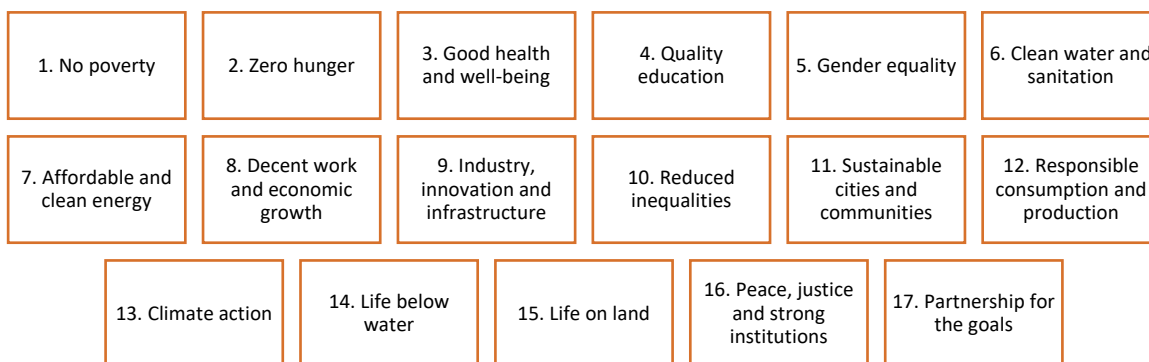 1. No poverty
2. Zero hunger
3. Good health
and well-being
4. Quality
education
5. Gender equality
6. Clean water and
sanitation
7. Affordable and
clean energy
8. Decent work
and economic
growth
9. Industry,
innovation and
infrastructure
10. Reduced
inequalities
11. Sustainable
cities and
communities
12. Responsible
consumption and
production
13. Climate action
14. Life below
water
15. Life on land
16. Peace, justice
and strong
institutions
17. Partnership for
the goals